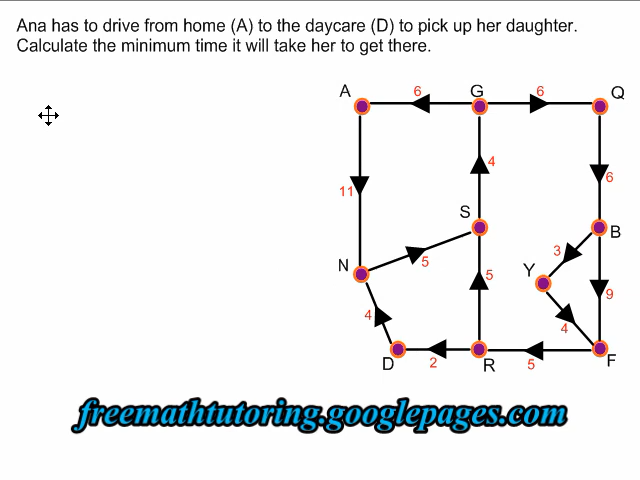 Ana has to drive from home (A) to the daycare (D) to pick up her daughter.
Calculate the minimum time it will take her to get there.
A 6 G 6 Q
4
11 6
S
B
N 5 Y 3
5 9
4 4
D 2 R 5 F
freemathtutoring.googlepages.com